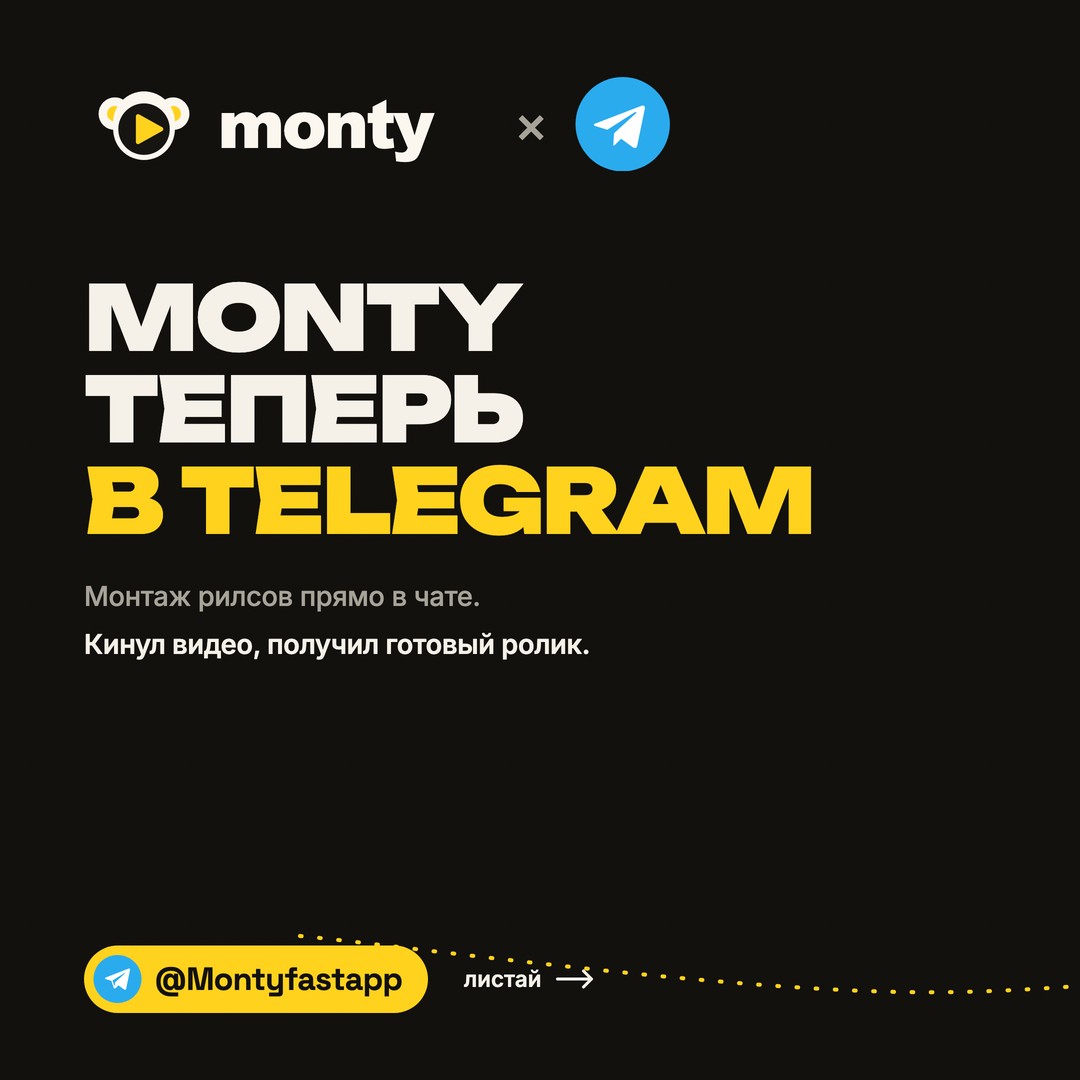 monty ×
MONTY
ТЕПЕРЬ
В TELEGRAM
Монтаж рилсов прямо в чате.
Кинул видео, получил готовый ролик.
@Montyfastapp листай →